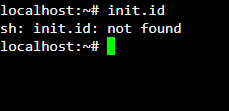 localhost:~# init.id
sh: init.id: not found
localhost:~#